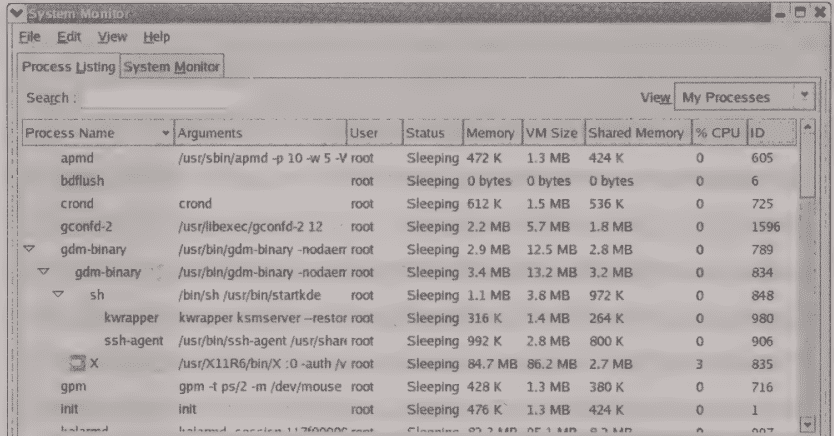 System Monitor
File Edit View Help
Process Listing System Monitor
Search : View My Processes
Process Name Arguments User Status Memory VM Size Shared Memory % CPU ID
apmd /usr/sbin/apmd -p 10 -w 5 -V root Sleeping 472 K 1.3 MB 424 K 0 605
bdflush root Sleeping 0 bytes 0 bytes 0 bytes 0 6
crond crond root Sleeping 612 K 1.5 MB 536 K 0 725
gconfd-2 /usr/libexec/gconfd-2 12 root Sleeping 2.2 MB 5.7 MB 1.8 MB 0 1596
gdm-binary /usr/bin/gdm-binary -nodaem root Sleeping 2.9 MB 12.5 MB 2.8 MB 0 789
gdm-binary /usr/bin/gdm-binary -nodaem root Sleeping 3.4 MB 13.2 MB 3.2 MB 0 834
sh /bin/sh /usr/bin/startkde root Sleeping 1.1 MB 3.8 MB 972 K 0 848
kwrapper kwrapper ksmserver --restor root Sleeping 316 K 1.4 MB 264 K 0 980
ssh-agent /usr/bin/ssh-agent /usr/share root Sleeping 992 K 2.8 MB 800 K 0 906
X /usr/X11R6/bin/X :0 -auth /v root Sleeping 84.7 MB 86.2 MB 2.7 MB 3 835
gpm gpm -t ps/2 -m /dev/mouse root Sleeping 428 K 1.3 MB 380 K 0 716
init init root Sleeping 476 K 1.3 MB 424 K 0 1